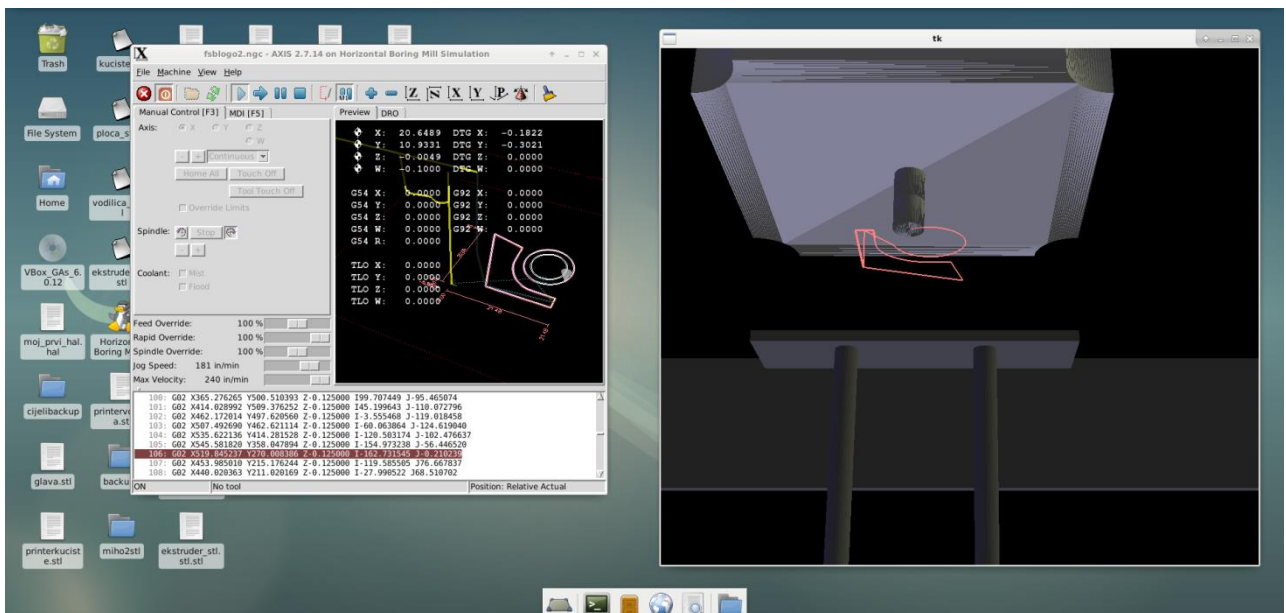 Trash
kuciste
File System
ploca_s
Home
vodilica_
VBox_GAs_6.
0.12
ekstruder
stl
moj_prvi_hal.
hal
Horizon
Boring M
cijelibackup
printerv
a.st
glava.stl
backu
printerkucist
e.stl
miho2stl
ekstruder_stl.
stl.stl
fsblogo2.ngc - AXIS 2.7.14 on Horizontal Boring Mill Simulation
File Machine View Help
Manual Control [F3] MDI [F5]
Axis: X Y Z
W
- + Continuous
Home All Touch Off
Tool Touch Off
Override Limits
Spindle: Stop
- +
Coolant: Mist
Flood
Feed Override: 100 %
Rapid Override: 100 %
Spindle Override: 100 %
Jog Speed: 181 in/min
Max Velocity: 240 in/min
Preview DRO
X: 20.6489 DTG X: -0.1822
Y: 10.9331 DTG Y: -0.3021
Z: -0.0049 DTG Z: 0.0000
W: -0.1000 DTG W: 0.0000
G54 X: 0.0000 G92 X: 0.0000
G54 Y: 0.0000 G92 Y: 0.0000
G54 Z: 0.0000 G92 Z: 0.0000
G54 W: 0.0000 G92 W: 0.0000
G54 R: 0.0000
TLO X: 0.0000
TLO Y: 0.0000
TLO Z: 0.0000
TLO W: 0.0000
100: G02 X365.276265 Y500.510393 Z-0.125000 I99.707449 J-95.465074
101: G02 X414.028992 Y509.376252 Z-0.125000 I45.199643 J-110.072796
102: G02 X462.172014 Y497.620560 Z-0.125000 I-3.555468 J-119.018458
103: G02 X507.492690 Y462.621114 Z-0.125000 I-60.063864 J-124.619040
104: G02 X535.622136 Y414.281528 Z-0.125000 I-120.503174 J-102.476637
105: G02 X545.581820 Y358.047894 Z-0.125000 I-154.973238 J-56.446520
106: G02 X519.845237 Y270.008386 Z-0.125000 I-162.731545 J-0.210239
107: G02 X453.985010 Y215.176244 Z-0.125000 I-119.585505 J76.667837
108: G02 X440.020363 Y211.020169 Z-0.125000 I-27.990522 J68.510702
ON No tool Position: Relative Actual
tk